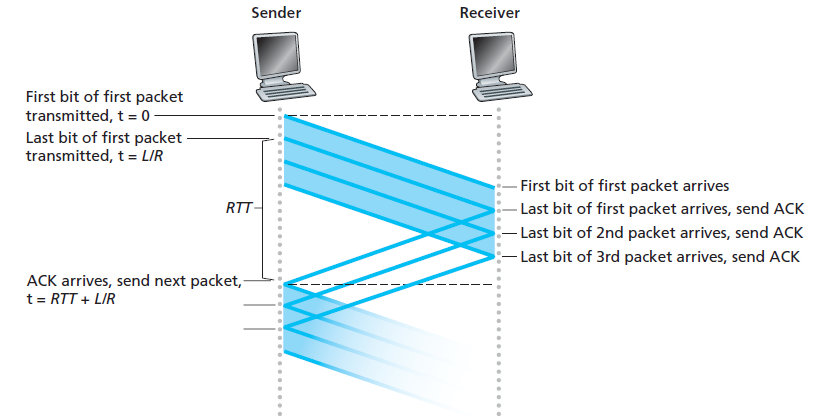 Sender
Receiver
First bit of first packet
transmitted, t = 0
Last bit of first packet
transmitted, t = L/R
RTT
First bit of first packet arrives
Last bit of first packet arrives, send ACK
Last bit of 2nd packet arrives, send ACK
Last bit of 3rd packet arrives, send ACK
ACK arrives, send next packet,
t = RTT + L/R